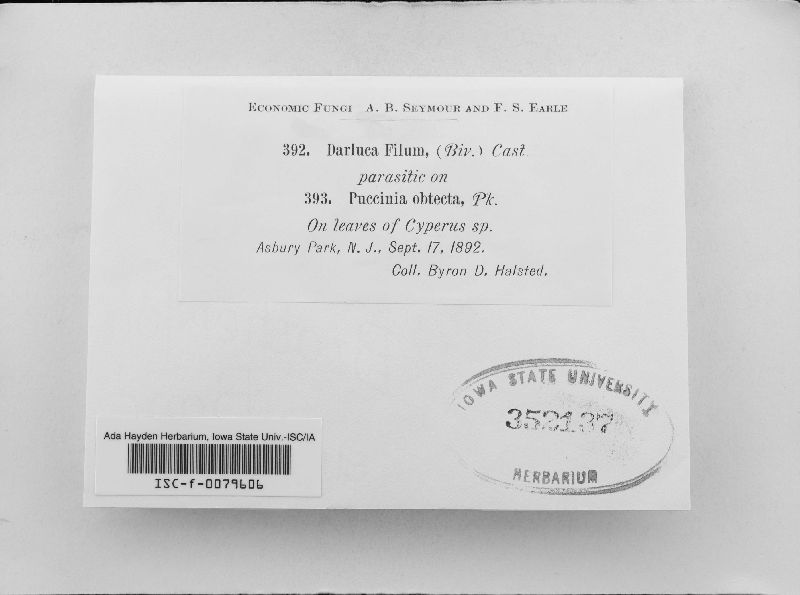 ECONOMIC FUNGI A. B. SEYMOUR AND F. S. EARLE
392. Darluca Filum, (Biv.) Cast
parasitic on
393. Puccinia obtecta, Pk.
On leaves of Cyperus sp.
Asbury Park, N. J., Sept. 17, 1892.
Coll. Byron D. Halsted.
IOWA STATE UNIVERSITY
352137
HERBARIUM
Ada Hayden Herbarium, Iowa State Univ.-ISC/IA
ISC-f-0079606